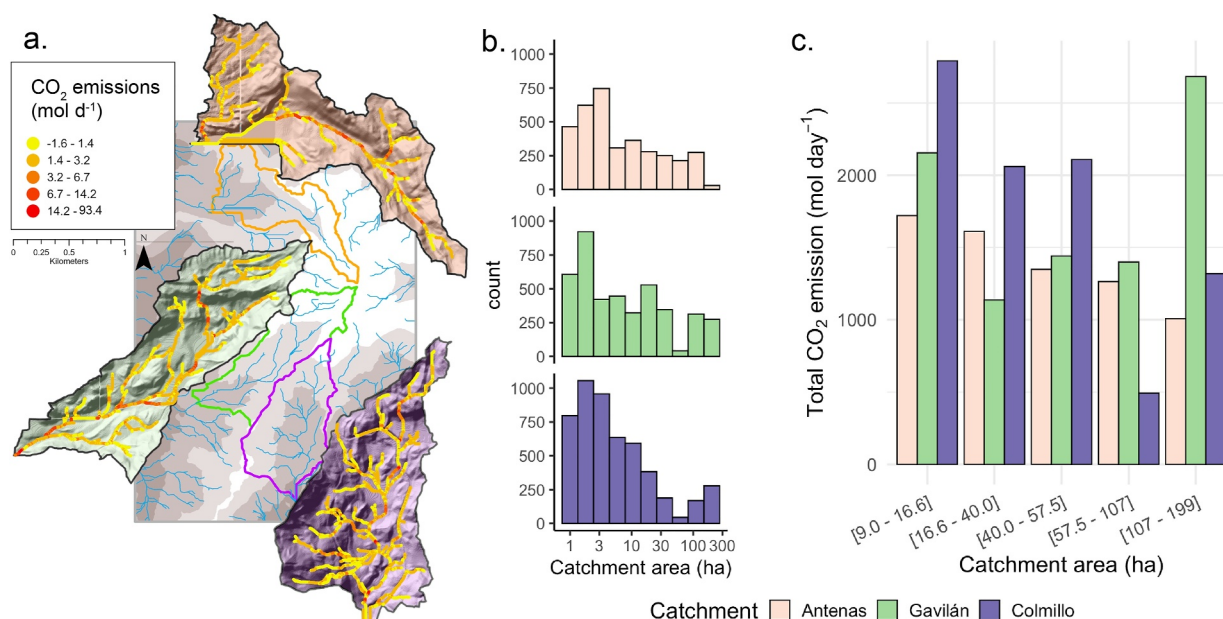 a.
CO₂ emissions
(mol d⁻¹)
-1.6 - 1.4
1.4 - 3.2
3.2 - 6.7
6.7 - 14.2
14.2 - 93.4
0 0.25 0.5 1
Kilometers
N
b.
1000
750
500
250
0
1000
750
500
250
0
1000
750
500
250
0
count
1 3 10 30 100 300
Catchment area (ha)
c.
Total CO₂ emission (mol day⁻¹)
2000
1000
0
[9.0 - 16.6]
[16.6 - 40.0]
[40.0 - 57.5]
[57.5 - 107]
[107 - 199]
Catchment area (ha)
Catchment Antenas Gavilán Colmillo